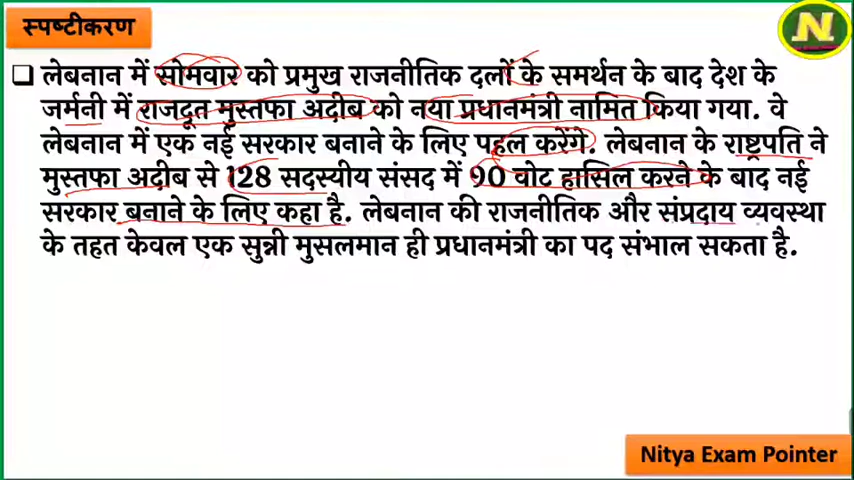 स्पष्टीकरण
N
❑ लेबनान में सोमवार को प्रमुख राजनीतिक दलों के समर्थन के बाद देश के
जर्मनी में राजदूत मुस्तफा अदीब को नया प्रधानमंत्री नामित किया गया. वे
लेबनान में एक नई सरकार बनाने के लिए पहल करेंगे. लेबनान के राष्ट्रपति ने
मुस्तफा अदीब से 128 सदस्यीय संसद में 90 वोट हासिल करने के बाद नई
सरकार बनाने के लिए कहा है. लेबनान की राजनीतिक और संप्रदाय व्यवस्था
के तहत केवल एक सुन्नी मुसलमान ही प्रधानमंत्री का पद संभाल सकता है.
Nitya Exam Pointer